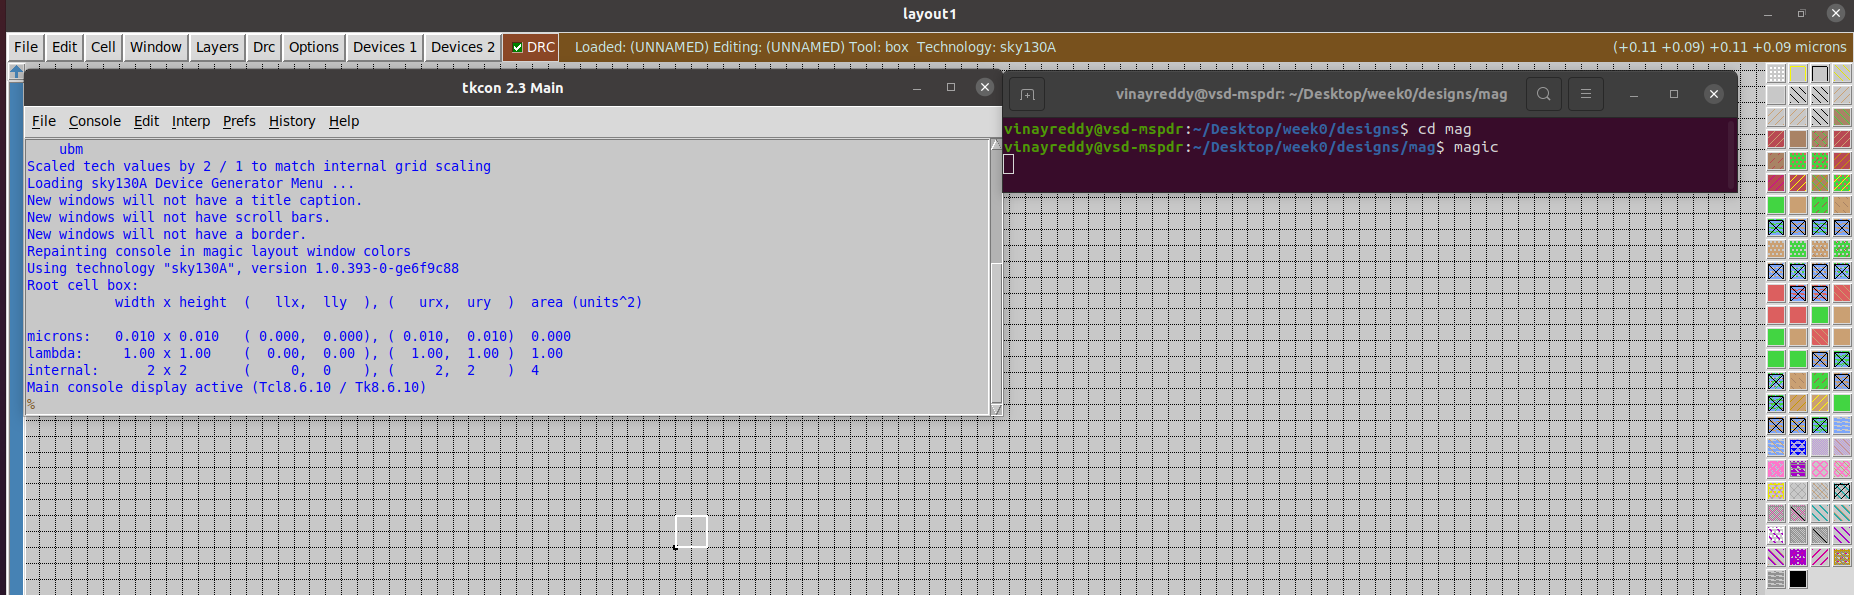 layout1
File Edit Cell Window Layers Drc Options Devices 1 Devices 2 DRC Loaded: (UNNAMED) Editing: (UNNAMED) Tool: box Technology: sky130A (+0.11 +0.09) +0.11 +0.09 microns
tkcon 2.3 Main
File Console Edit Interp Prefs History Help
ubm
Scaled tech values by 2 / 1 to match internal grid scaling
Loading sky130A Device Generator Menu ...
New windows will not have a title caption.
New windows will not have scroll bars.
New windows will not have a border.
Repainting console in magic layout window colors
Using technology "sky130A", version 1.0.393-0-ge6f9c88
Root cell box:
width x height ( llx, lly ), ( urx, ury ) area (units^2)
microns: 0.010 x 0.010 ( 0.000, 0.000), ( 0.010, 0.010) 0.000
lambda: 1.00 x 1.00 ( 0.00, 0.00 ), ( 1.00, 1.00 ) 1.00
internal: 2 x 2 ( 0, 0 ), ( 2, 2 ) 4
Main console display active (Tcl8.6.10 / Tk8.6.10)
%
vinayreddy@vsd-mspdr: ~/Desktop/week0/designs/mag
vinayreddy@vsd-mspdr:~/Desktop/week0/designs$ cd mag
vinayreddy@vsd-mspdr:~/Desktop/week0/designs/mag$ magic